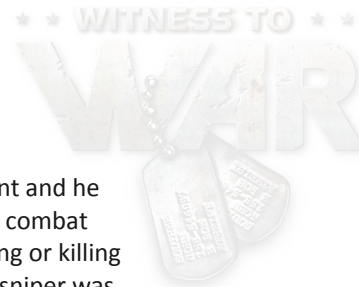 ★ ★ WITNESS TO ★ ★
WAR
nt and he
combat
ng or killing
sniper was